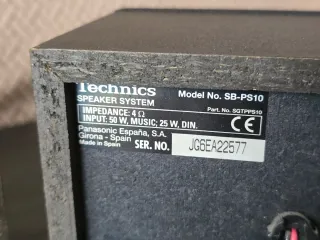 Technics Model No. SB-PS10
SPEAKER SYSTEM Part. No. SGTPPS10
IMPEDANCE: 4 Ω
INPUT: 50 W, MUSIC; 25 W, DIN
Panasonic España, S.A.
Girona - Spain
Made in Spain
SER. NO. JG6EA22577
CE